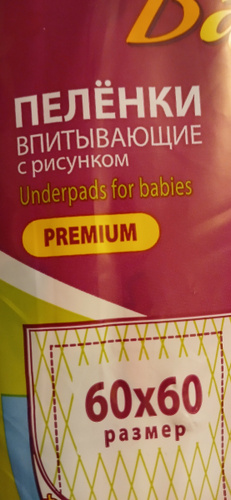 ПЕЛЁНКИ
ВПИТЫВАЮЩИЕ
с рисунком
Underpads for babies
PREMIUM
60x60
размер